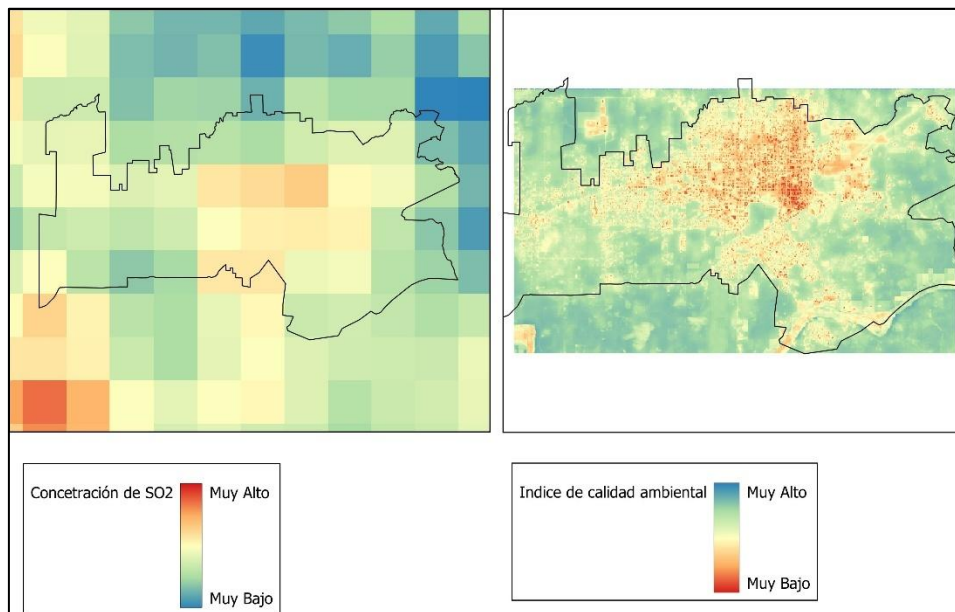 Concetración de SO2
Muy Alto
Muy Bajo
Indice de calidad ambiental
Muy Alto
Muy Bajo